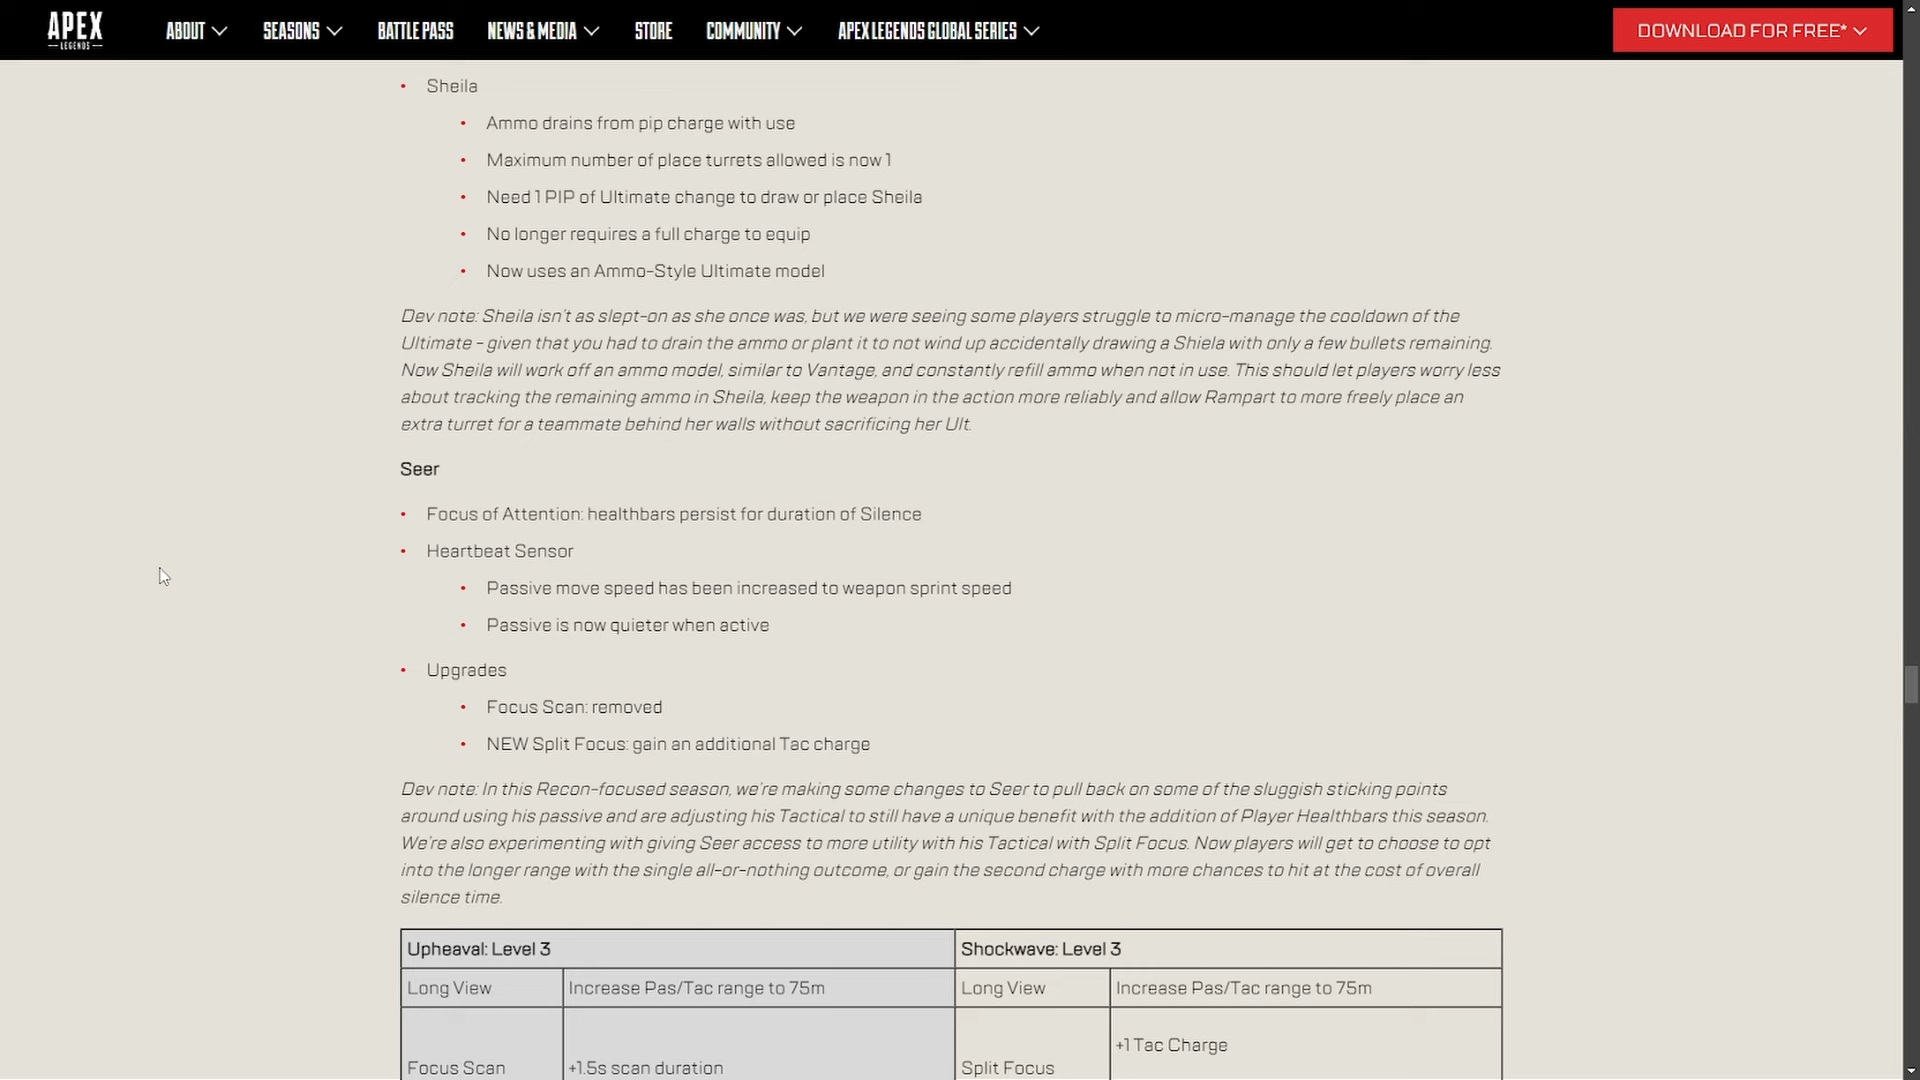 APEX
LEGENDS
ABOUT
SEASONS
BATTLE PASS
NEWS & MEDIA
STORE
COMMUNITY
APEX LEGENDS GLOBAL SERIES
DOWNLOAD FOR FREE*
• Sheila
• Ammo drains from pip charge with use
• Maximum number of place turrets allowed is now 1
• Need 1 PIP of Ultimate change to draw or place Sheila
• No longer requires a full charge to equip
• Now uses an Ammo-Style Ultimate model
Dev note: Sheila isn't as slept-on as she once was, but we were seeing some players struggle to micro-manage the cooldown of the
Ultimate - given that you had to drain the ammo or plant it to not wind up accidentally drawing a Shiela with only a few bullets remaining.
Now Sheila will work off an ammo model, similar to Vantage, and constantly refill ammo when not in use. This should let players worry less
about tracking the remaining ammo in Sheila, keep the weapon in the action more reliably and allow Rampart to more freely place an
extra turret for a teammate behind her walls without sacrificing her Ult.
Seer
• Focus of Attention: healthbars persist for duration of Silence
• Heartbeat Sensor
• Passive move speed has been increased to weapon sprint speed
• Passive is now quieter when active
• Upgrades
• Focus Scan: removed
• NEW Split Focus: gain an additional Tac charge
Dev note: In this Recon-focused season, we're making some changes to Seer to pull back on some of the sluggish sticking points
around using his passive and are adjusting his Tactical to still have a unique benefit with the addition of Player Healthbars this season.
We're also experimenting with giving Seer access to more utility with his Tactical with Split Focus. Now players will get to choose to opt
into the longer range with the single all-or-nothing outcome, or gain the second charge with more chances to hit at the cost of overall
silence time.
Upheaval: Level 3 Shockwave: Level 3
Long View Increase Pas/Tac range to 75m Long View Increase Pas/Tac range to 75m
+1 Tac Charge
Focus Scan +1.5s scan duration Split Focus